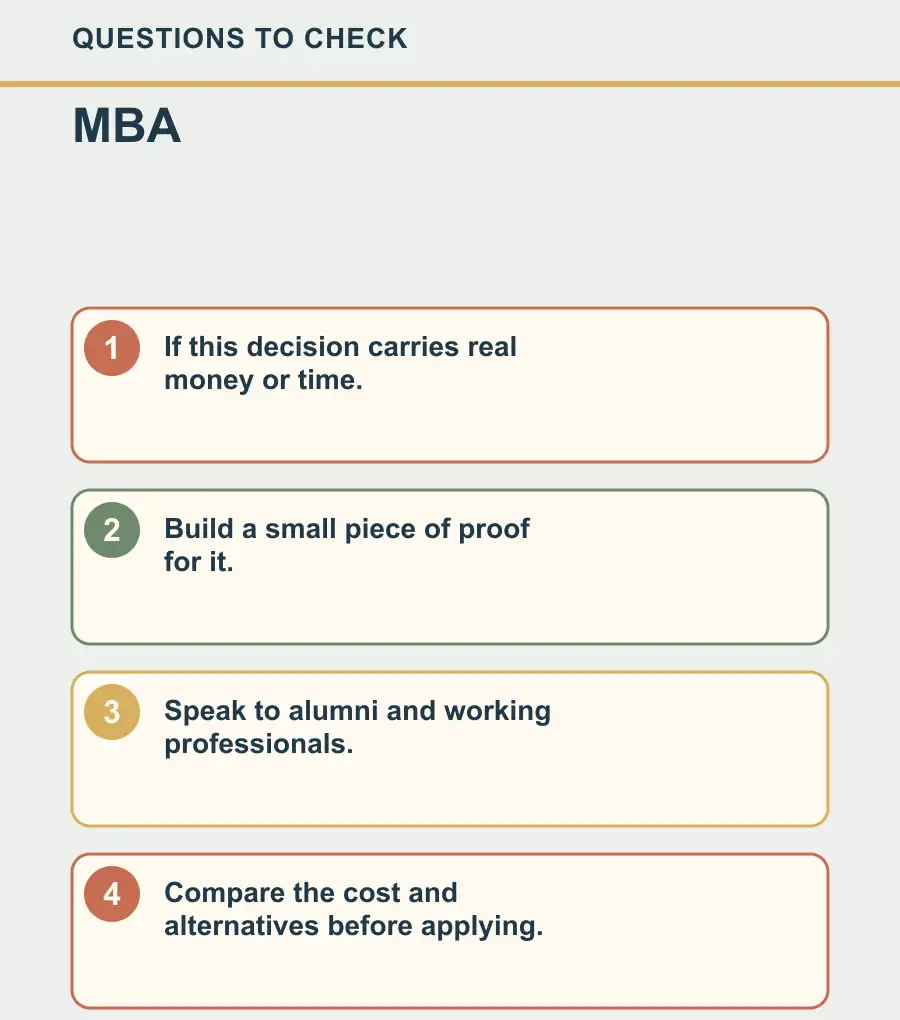 QUESTIONS TO CHECK
MBA
1
If this decision carries real
money or time.
2
Build a small piece of proof
for it.
3
Speak to alumni and working
professionals.
4
Compare the cost and
alternatives before applying.